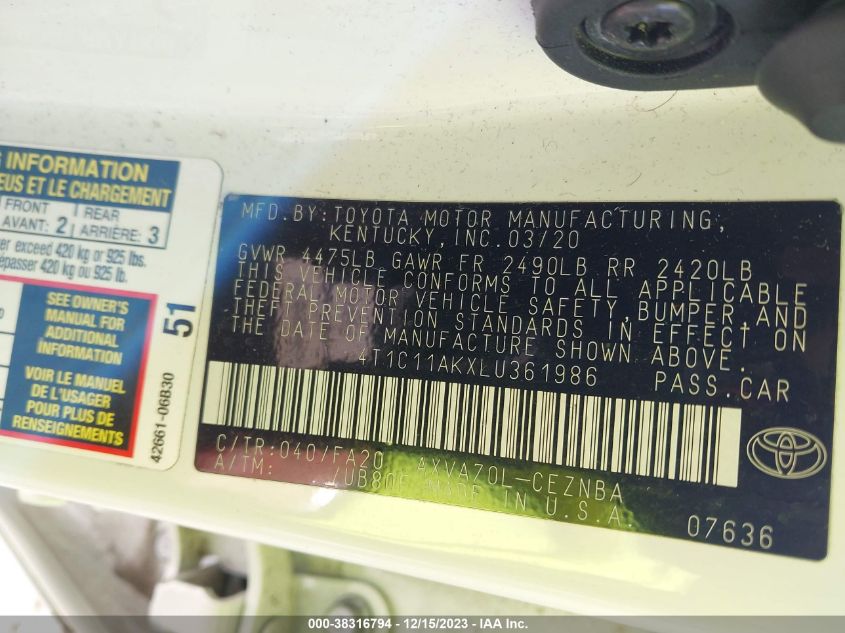 G INFORMATION
EUS ET LE CHARGEMENT
FRONT
AVANT: 2
REAR
ARRIÈRE: 3
ver exceed 420 kg or 925 lbs.
épasser 420 kg ou 925 lb.
SEE OWNER'S
MANUAL FOR
ADDITIONAL
INFORMATION
VOIR LE MANUEL
DE L'USAGER
POUR PLUS DE
RENSEIGNEMENTS
51
42661-06B30
MFD.BY:TOYOTA MOTOR MANUFACTURING,
KENTUCKY,INC.03/20
GVWR 4475LB GAWR FR 2490LB RR 2420LB
THIS VEHICLE CONFORMS TO ALL APPLICABLE
FEDERAL MOTOR VEHICLE SAFETY,BUMPER,AND
THEFT PREVENTION STANDARDS IN EFFECT ON
THE DATE OF MANUFACTURE SHOWN ABOVE.
4T1C11AKXLU361986 PASS.CAR
C/TR:040/FA20 AXVA70L-CEZNBA
A/TM: /UB80E MADE IN U.S.A.
07636
000-38316794 - 12/15/2023 - IAA Inc.